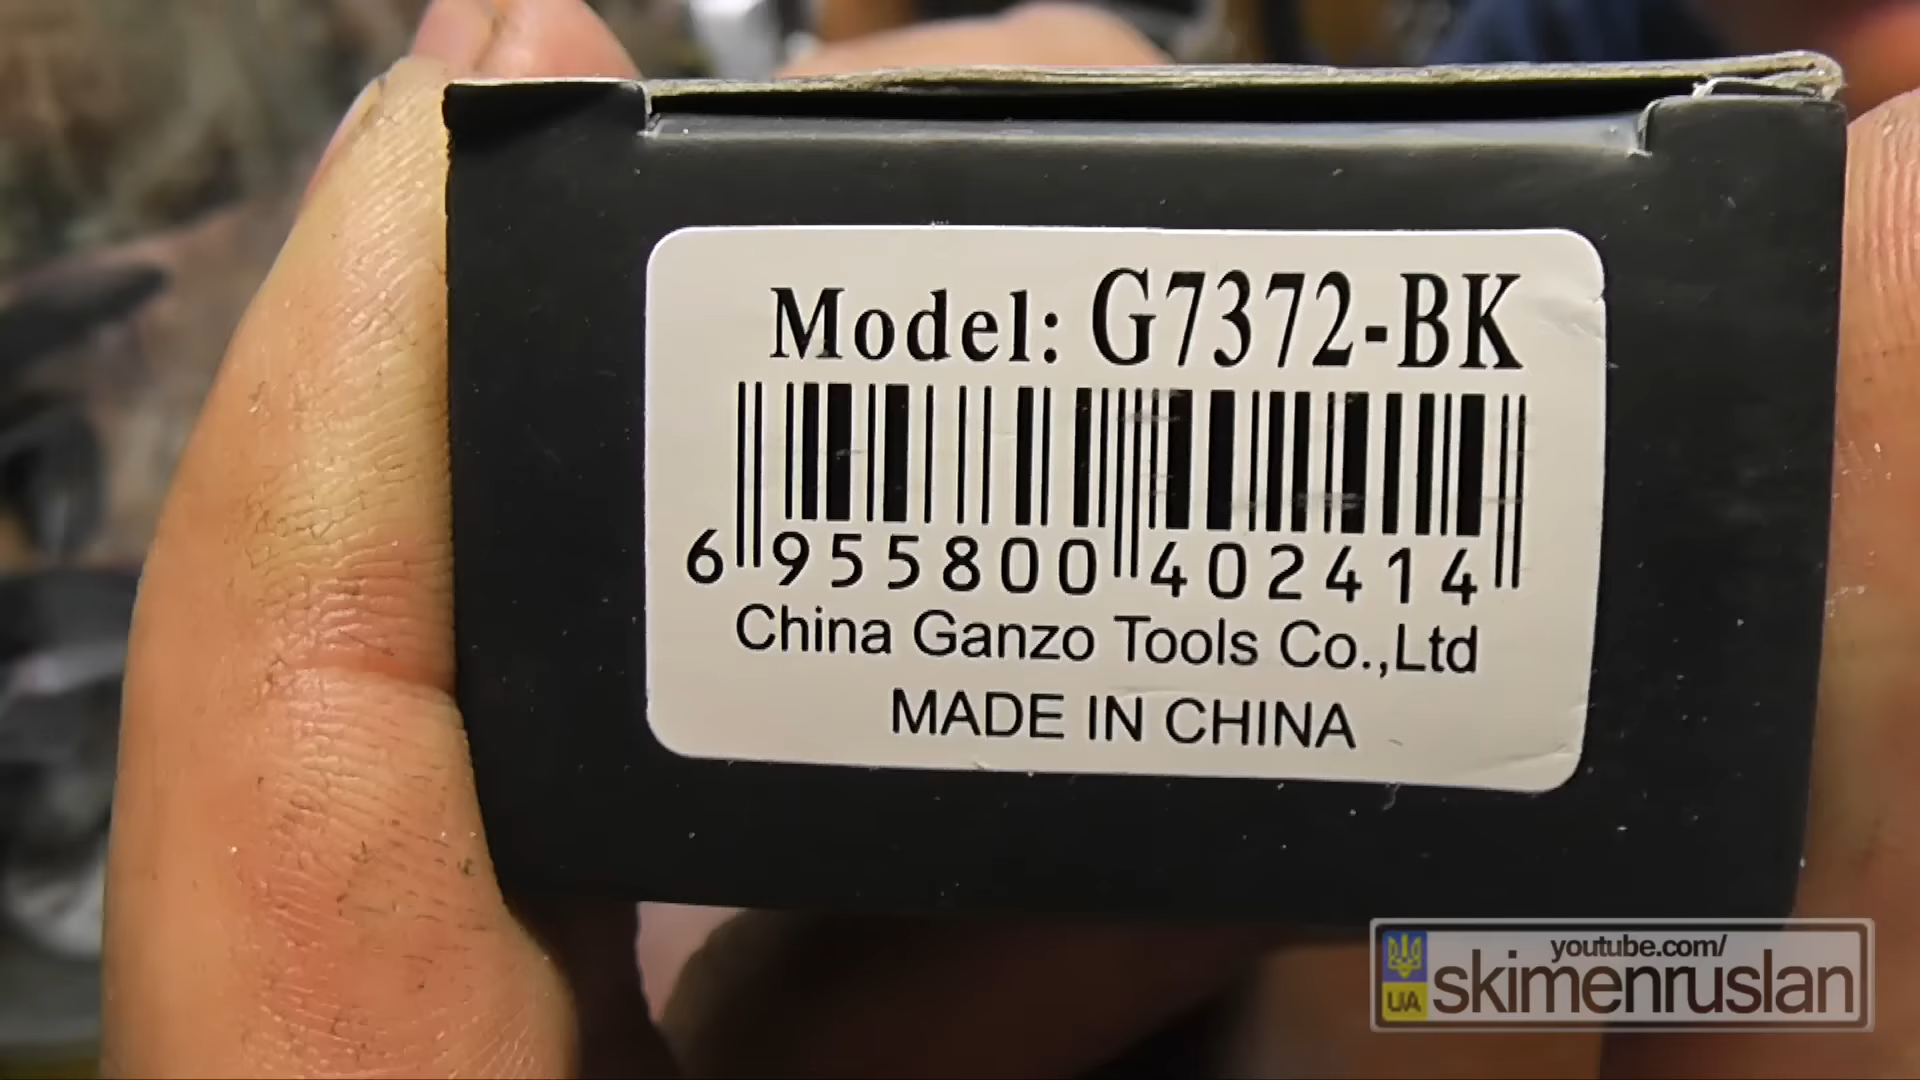 Model: G7372-BK
6 955800 402414
China Ganzo Tools Co.,Ltd
MADE IN CHINA
youtube.com/
UA skimenruslan